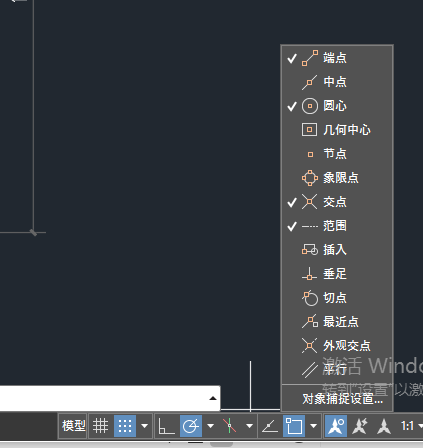 端点
中点
圆心
几何中心
节点
象限点
交点
范围
插入
垂足
切点
最近点
外观交点
平行
激活 Windo
转到"设置"以激
对象捕捉设置...
模型
1:1